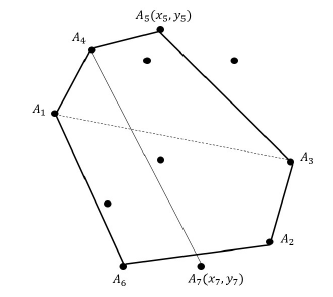 A₅(x₅, y₅)
A₄
A₁
A₃
A₂
A₆
A₇(x₇, y₇)